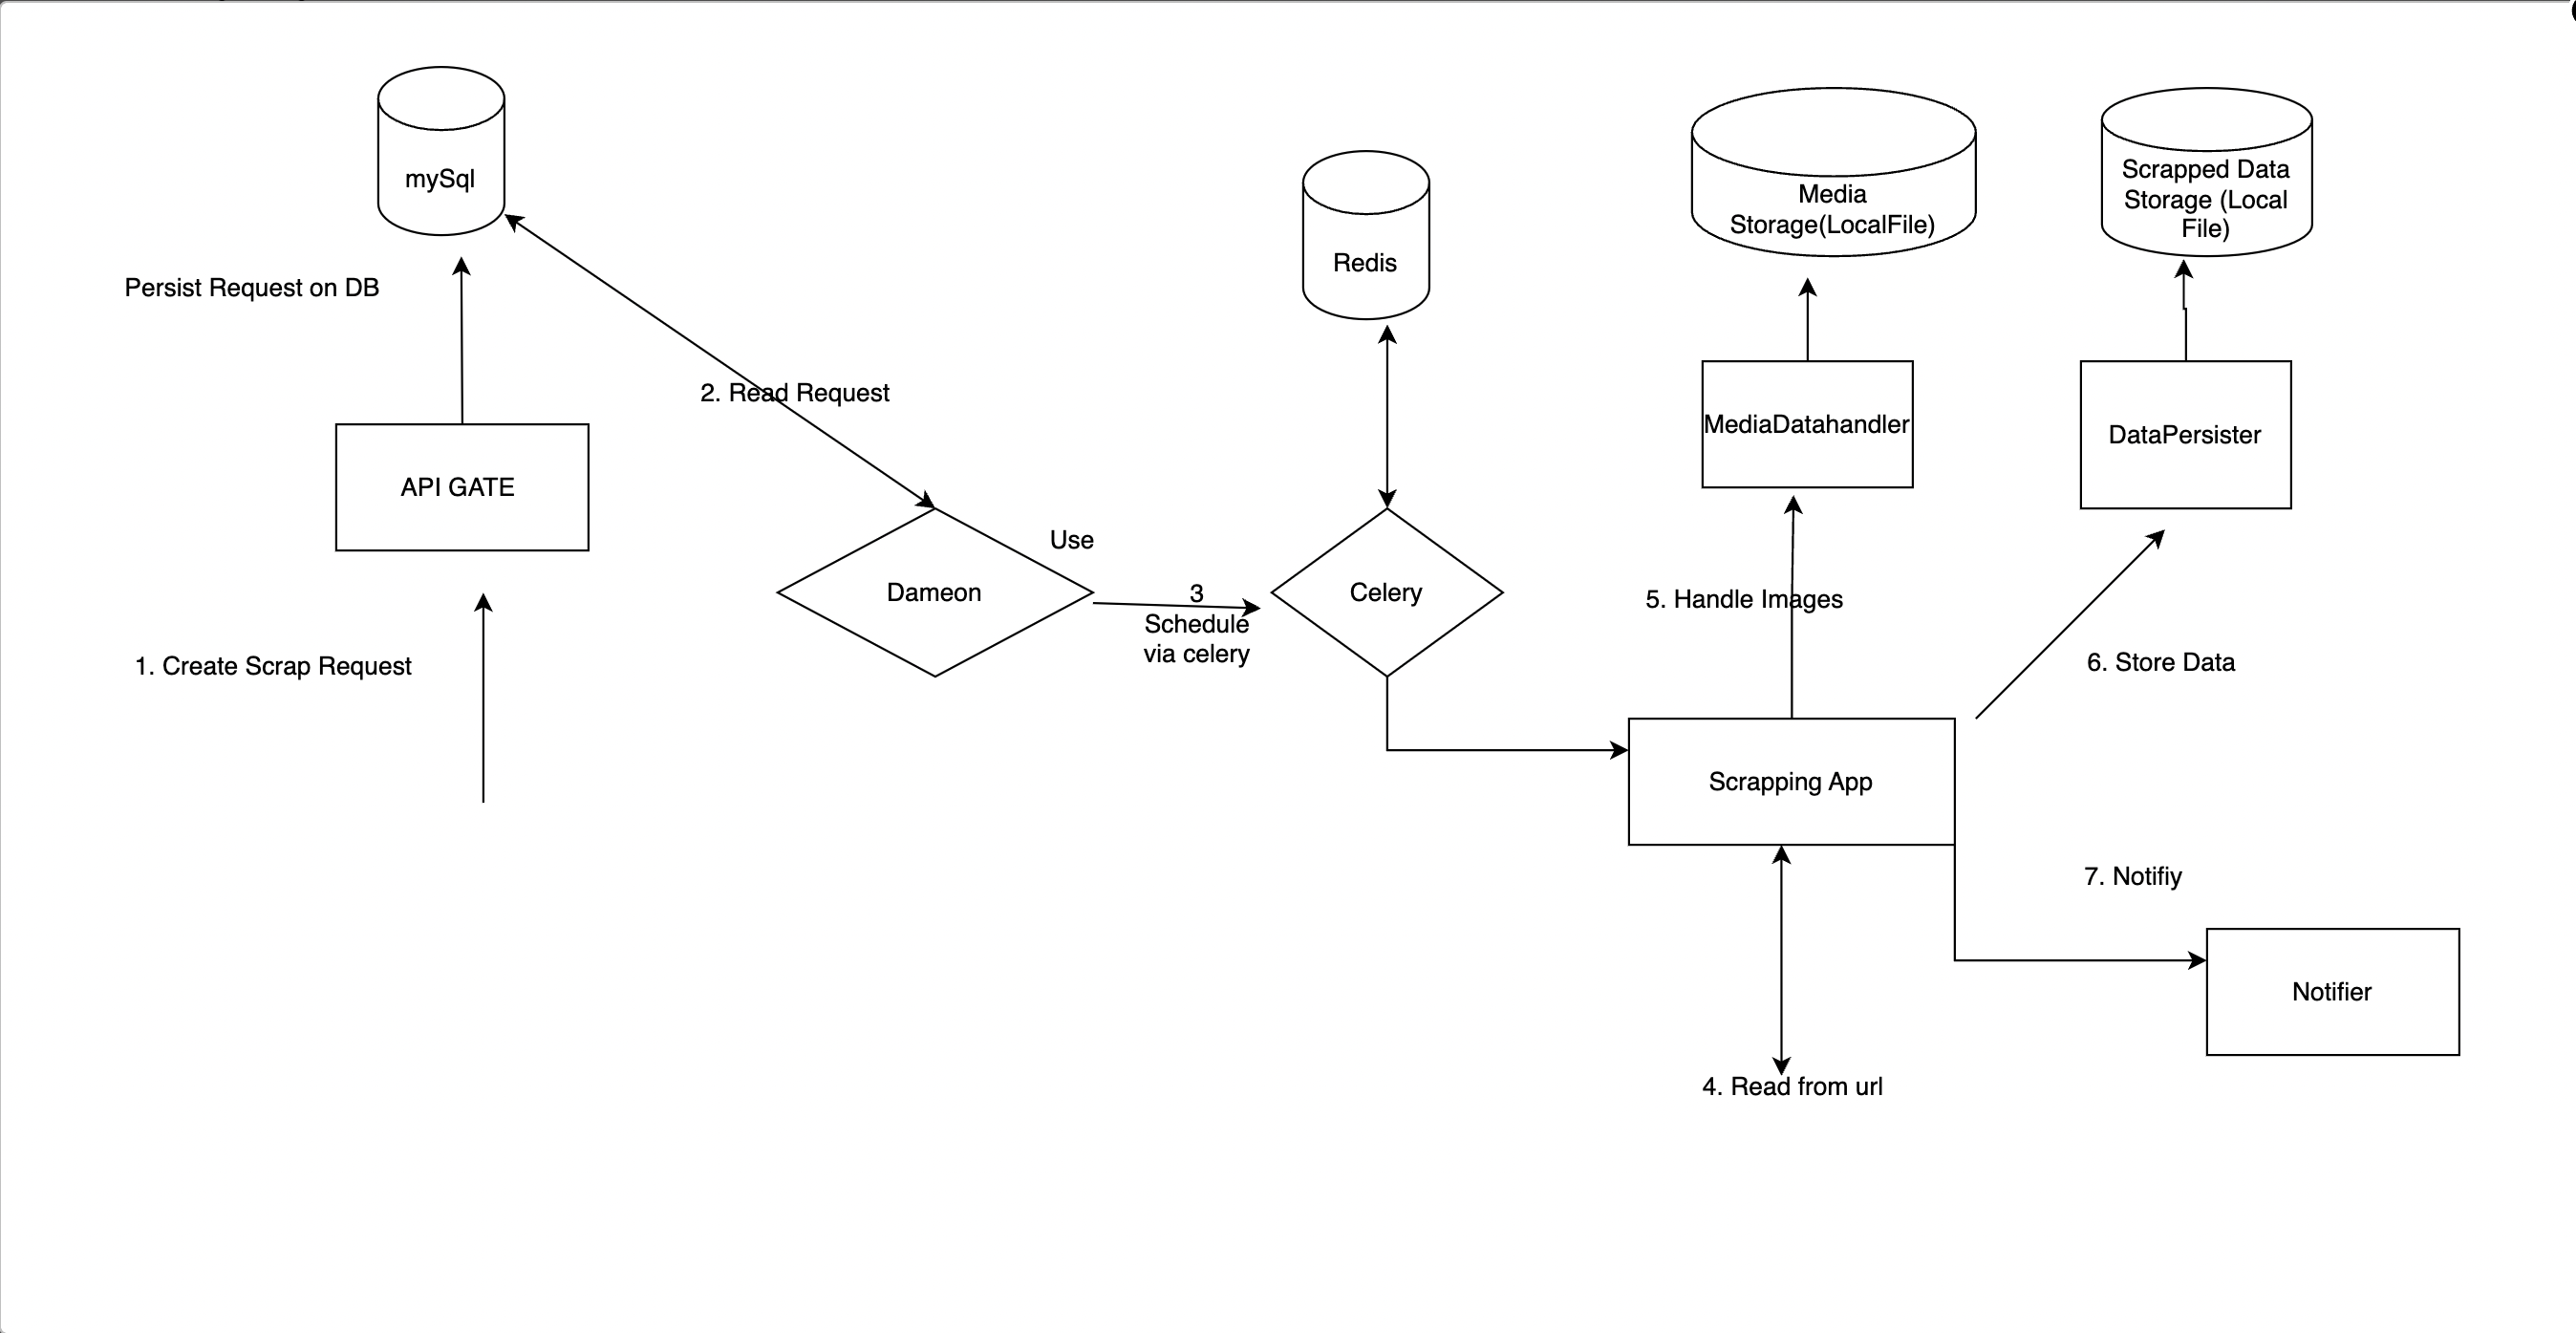 mySql
Persist Request on DB
API GATE
1. Create Scrap Request
2. Read Request
Dameon
Use
3
Schedule
via celery
Redis
Celery
Media
Storage(LocalFile)
Scrapped Data
Storage (Local
File)
MediaDatahandler
DataPersister
5. Handle Images
6. Store Data
Scrapping App
7. Notifiy
Notifier
4. Read from url